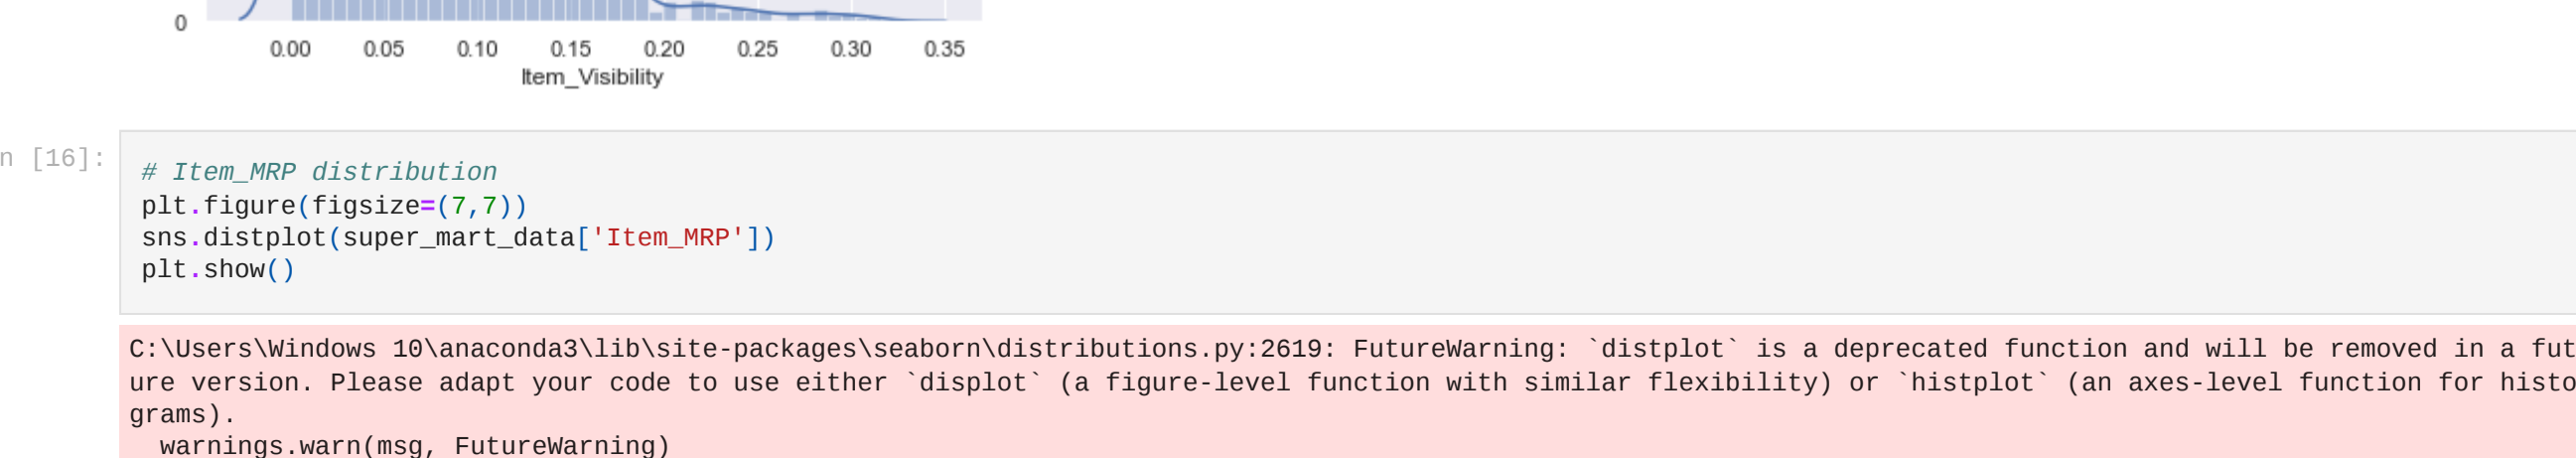 0
0.00 0.05 0.10 0.15 0.20 0.25 0.30 0.35
Item_Visibility
n [16]:
# Item_MRP distribution
plt.figure(figsize=(7,7))
sns.distplot(super_mart_data['Item_MRP'])
plt.show()
C:\Users\Windows 10\anaconda3\lib\site-packages\seaborn\distributions.py:2619: FutureWarning: `distplot` is a deprecated function and will be removed in a fut
ure version. Please adapt your code to use either `displot` (a figure-level function with similar flexibility) or `histplot` (an axes-level function for histo
grams).
  warnings.warn(msg, FutureWarning)